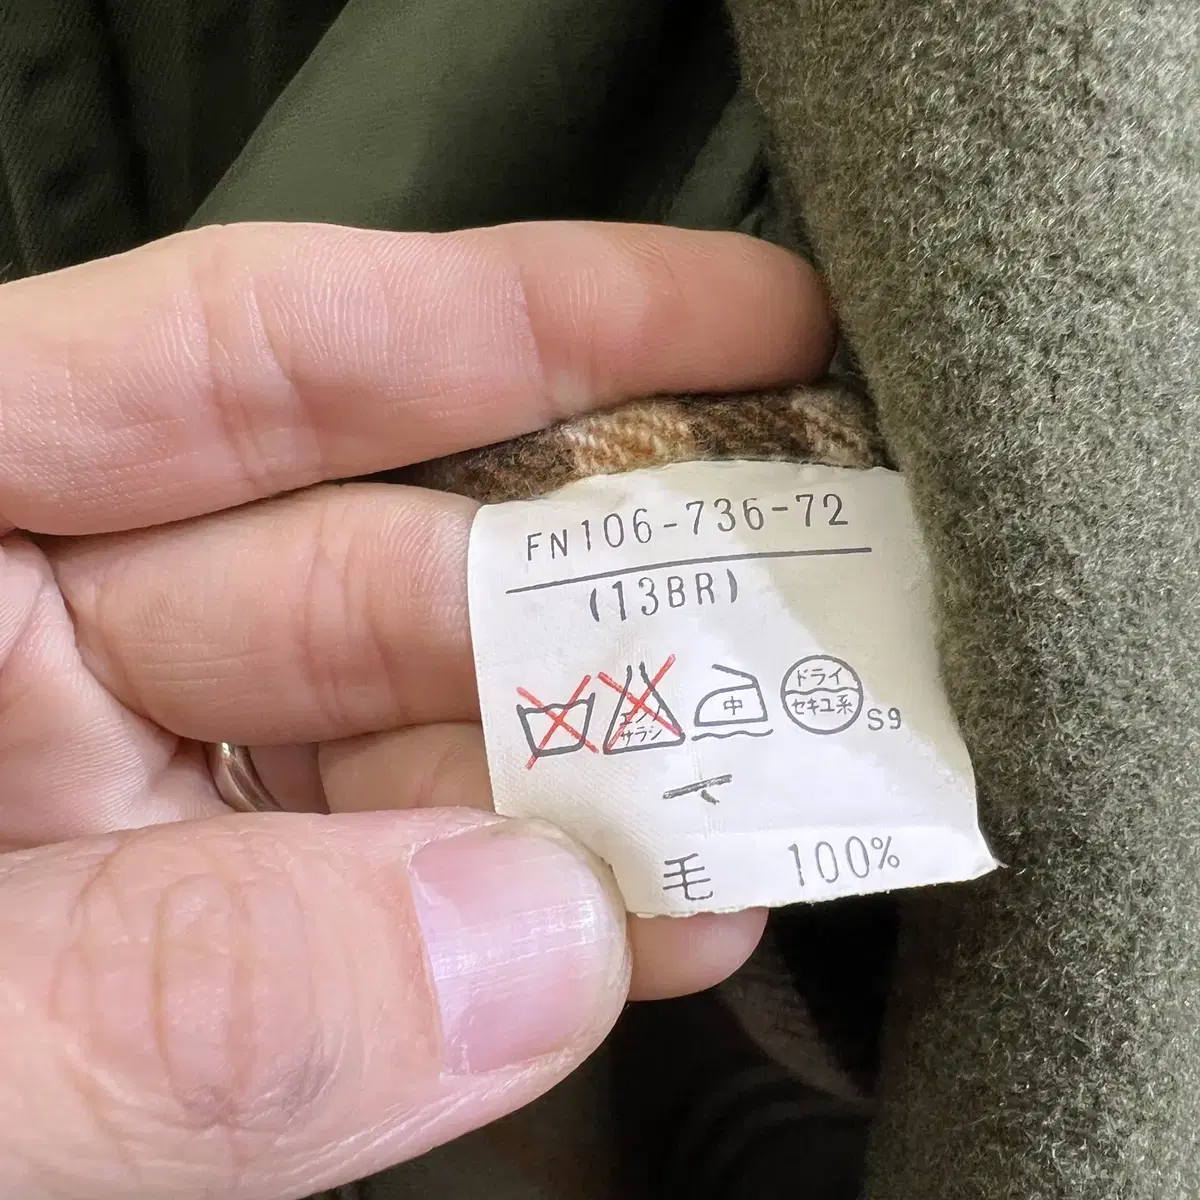 FN106-736-72
(13BR)
エンソ
サラシ
中
ドライ
セキユ系
S9
毛 100%